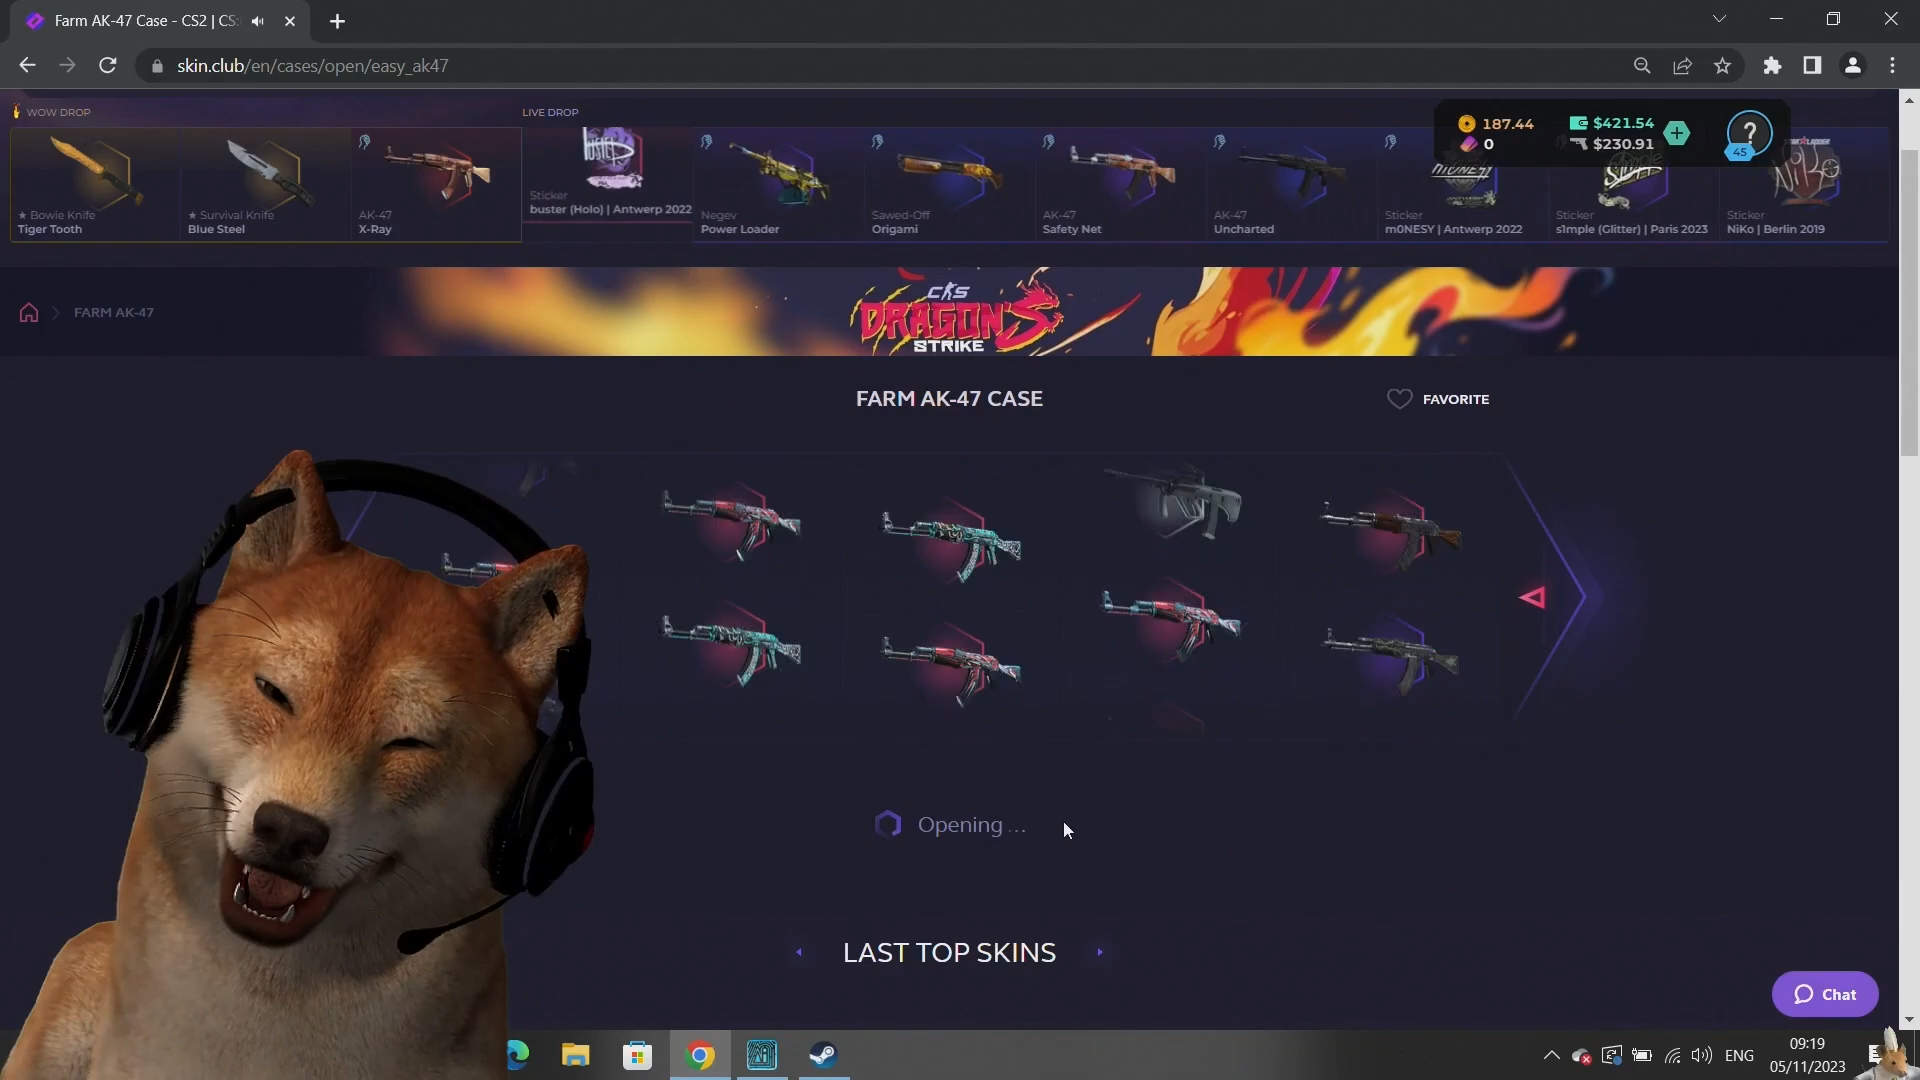 Farm AK-47 Case - CS2 | CS:
skin.club/en/cases/open/easy_ak47
WOW DROP
LIVE DROP
187.44
$421.54
0
$230.91
?
45
★ Bowie Knife
Tiger Tooth
★ Survival Knife
Blue Steel
AK-47
X-Ray
Sticker
buster (Holo) | Antwerp 2022
Negev
Power Loader
Sawed-Off
Origami
AK-47
Safety Net
AK-47
Uncharted
Sticker
m0NESY | Antwerp 2022
Sticker
s1mple (Glitter) | Paris 2023
Sticker
NiKo | Berlin 2019
FARM AK-47
CS
DRAGON'S
STRIKE
FARM AK-47 CASE
FAVORITE
Opening ...
LAST TOP SKINS
Chat
ENG
09:19
05/11/2023